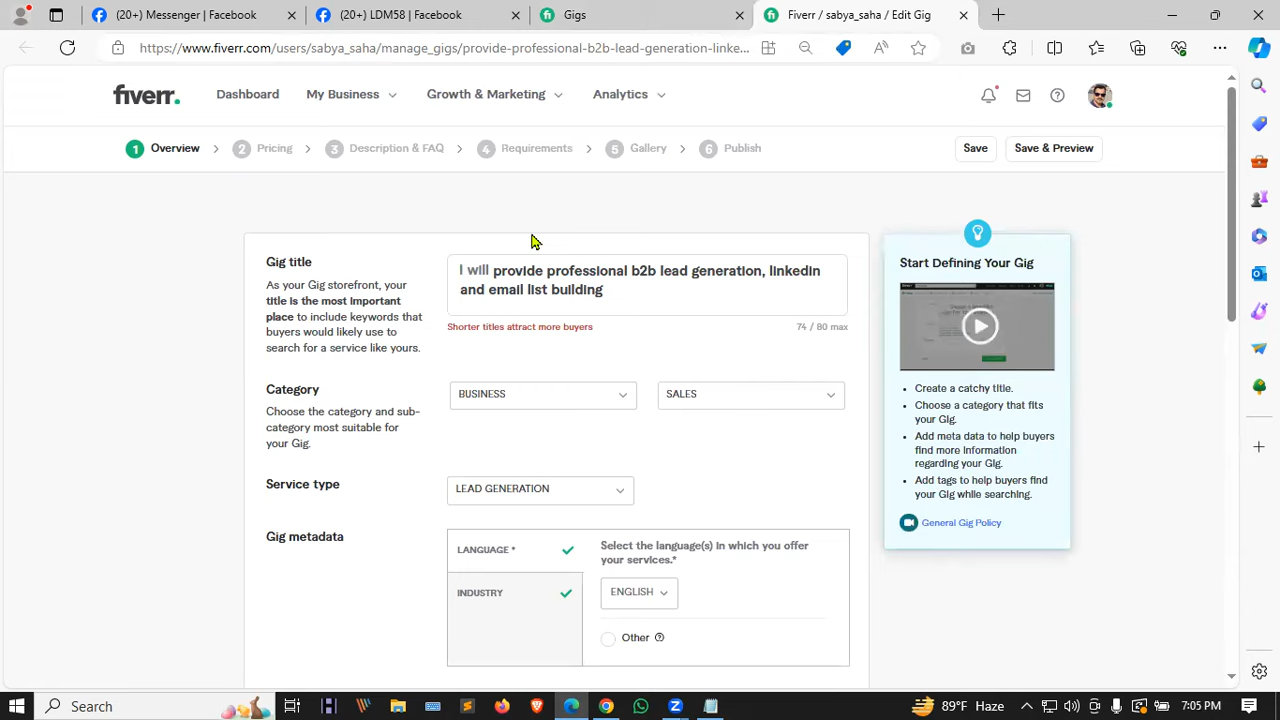 (20+) Messenger | Facebook
(20+) LDM58 | Facebook
Gigs
Fiverr / sabya_saha / Edit Gig
https://www.fiverr.com/users/sabya_saha/manage_gigs/provide-professional-b2b-lead-generation-linke...
fiverr.
Dashboard
My Business
Growth & Marketing
Analytics
1 Overview
2 Pricing
3 Description & FAQ
4 Requirements
5 Gallery
6 Publish
Save
Save & Preview
Gig title
As your Gig storefront, your
title is the most important
place to include keywords that
buyers would likely use to
search for a service like yours.
I will provide professional b2b lead generation, linkedin
and email list building
Shorter titles attract more buyers
74 / 80 max
Category
Choose the category and sub-
category most suitable for
your Gig.
BUSINESS
SALES
Service type
LEAD GENERATION
Gig metadata
LANGUAGE *
INDUSTRY
Select the language(s) in which you offer
your services.*
ENGLISH
Other
Start Defining Your Gig
Create a catchy title.
Choose a category that fits
your Gig.
Add meta data to help buyers
find more information
regarding your Gig.
Add tags to help buyers find
your Gig while searching.
General Gig Policy
Search
89°F Haze
7:05 PM